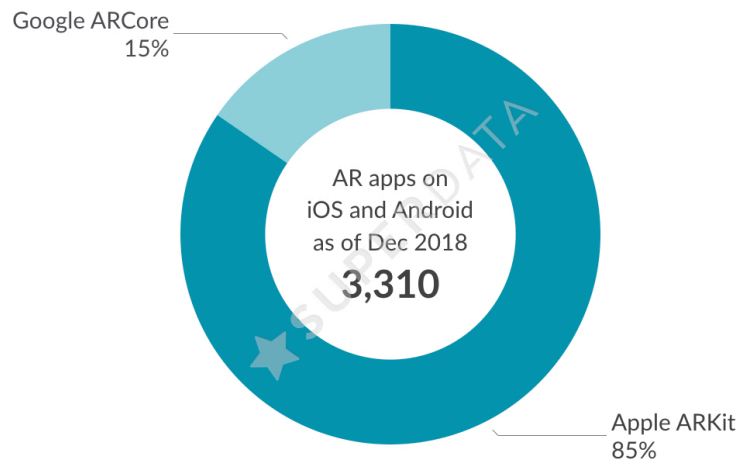 Google ARCore
15%
AR apps on
iOS and Android
as of Dec 2018
3,310
SUPERDATA
Apple ARKit
85%